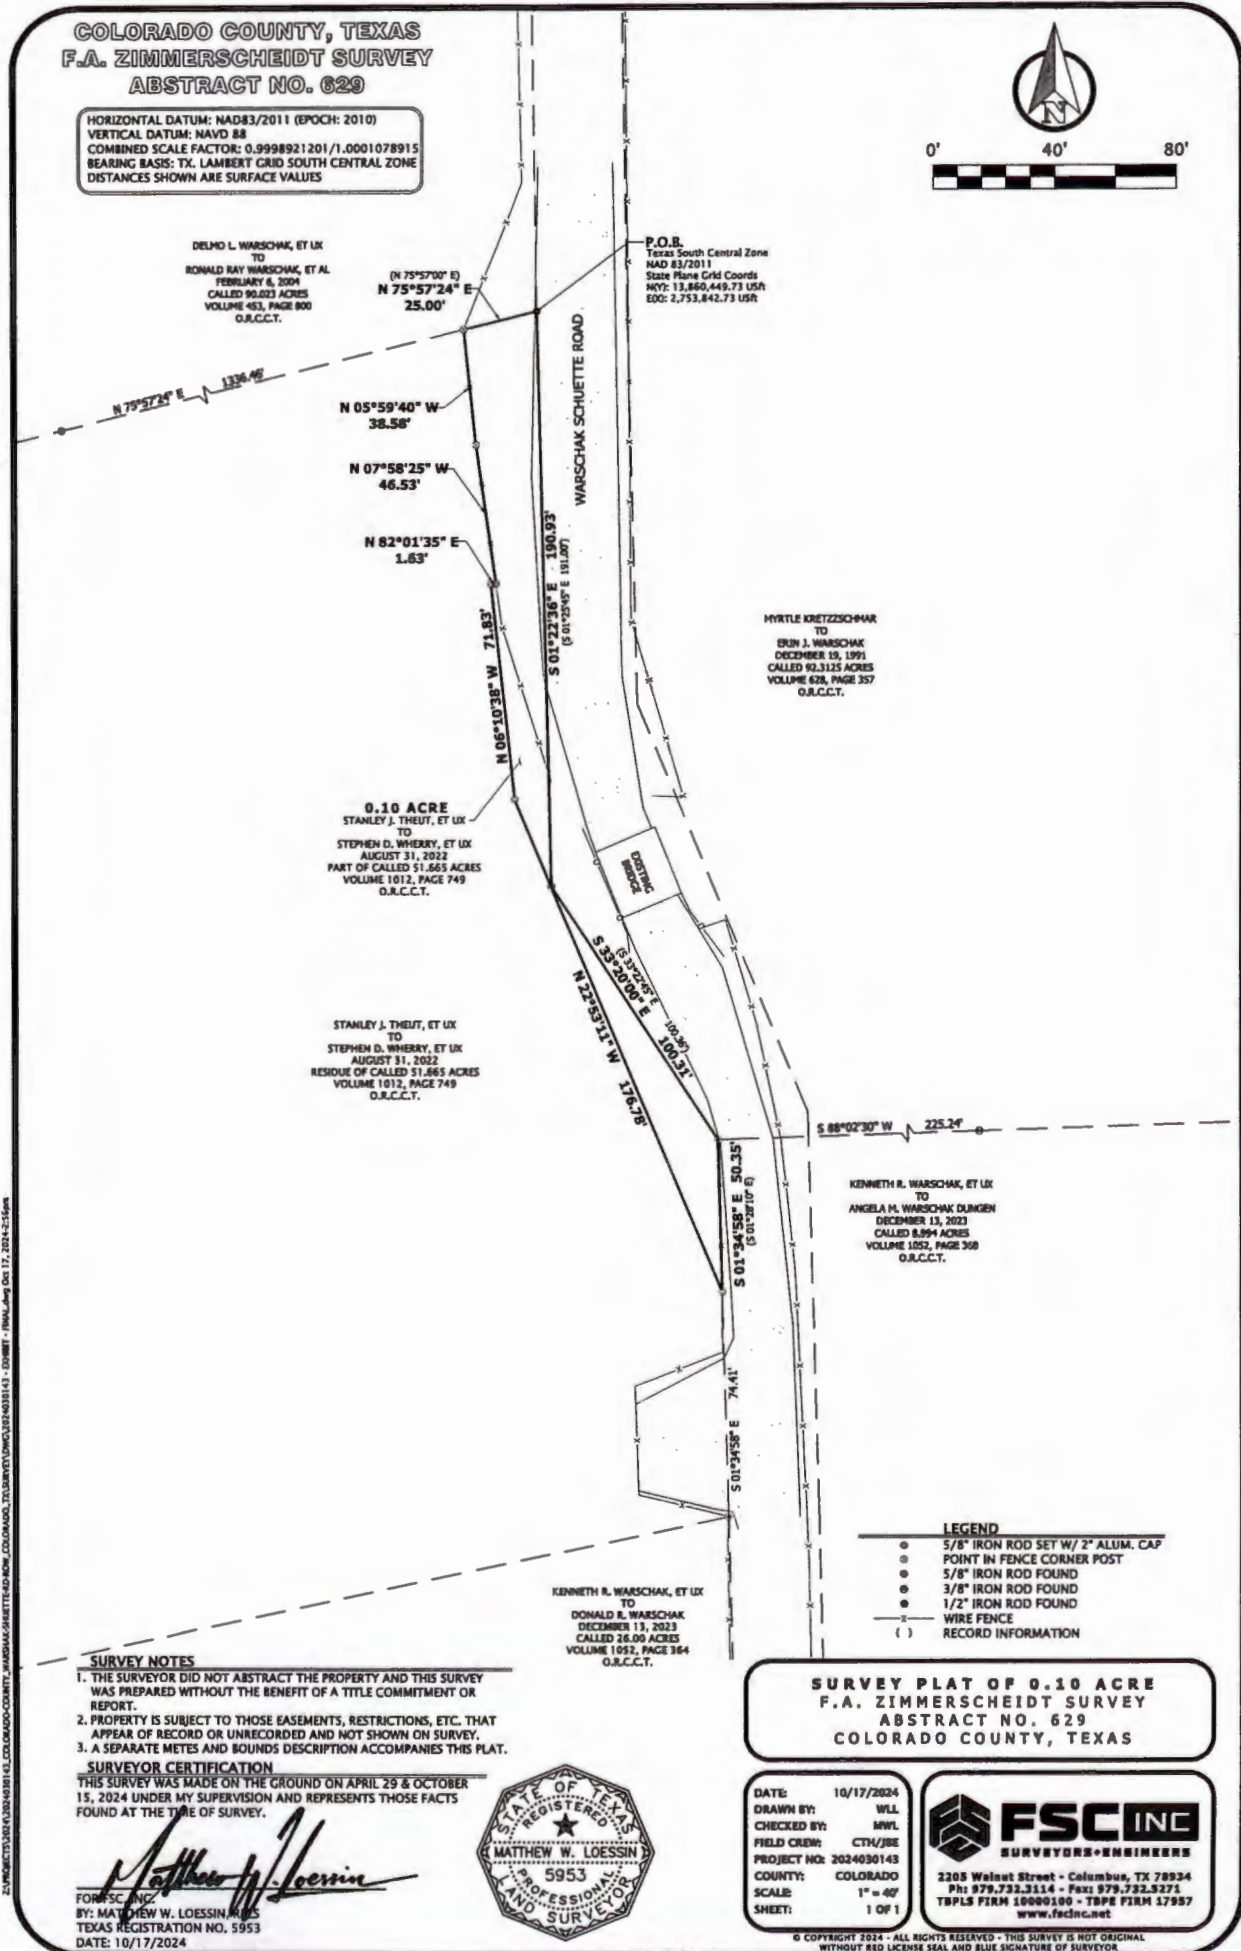 COLORADO COUNTY, TEXAS
F.A. ZIMMERSCHEIDT SURVEY
ABSTRACT NO. 629
HORIZONTAL DATUM: NAD83/2011 (EPOCH: 2010)
VERTICAL DATUM: NAVD 88
COMBINED SCALE FACTOR: 0.9998921201/1.0001078915
BEARING BASIS: TX. LAMBERT GRID SOUTH CENTRAL ZONE
DISTANCES SHOWN ARE SURFACE VALUES
N
0' 40' 80'
DELMO L. WARSCHAK, ET UX
TO
RONALD RAY WARSCHAK, ET AL
FEBRUARY 6, 2004
CALLED 90.023 ACRES
VOLUME 453, PAGE 800
O.R.C.C.T.
(N 75°57'00" E)
N 75°57'24" E
25.00'
P.O.B.
Texas South Central Zone
NAD 83/2011
State Plane Grid Coords
N(Y): 13,860,449.73 USft
E(X): 2,753,842.73 USft
WARSCHAK SCHUETTE ROAD
N 75°57'24" E 1336.46'
N 05°59'40" W
38.58'
N 07°58'25" W
46.53'
N 82°01'35" E
1.63'
S 01°22'36" E 190.93'
(S 01°25'45" E 191.00')
N 06°10'38" W 71.83'
MYRTLE KRETZZSCHMAR
TO
ERIN J. WARSCHAK
DECEMBER 19, 1991
CALLED 92.3125 ACRES
VOLUME 628, PAGE 357
O.R.C.C.T.
0.10 ACRE
STANLEY J. THEUT, ET UX
TO
STEPHEN D. WHERRY, ET UX
AUGUST 31, 2022
PART OF CALLED 51.665 ACRES
VOLUME 1012, PAGE 749
O.R.C.C.T.
EXISTING
BRIDGE
(S 33°22'45" E 100.36')
S 33°20'00" E 100.31'
N 22°53'11" W 176.78'
STANLEY J. THEUT, ET UX
TO
STEPHEN D. WHERRY, ET UX
AUGUST 31, 2022
RESIDUE OF CALLED 51.665 ACRES
VOLUME 1012, PAGE 749
O.R.C.C.T.
S 88°02'30" W 225.24'
S 01°34'58" E 50.35'
(S 01°28'10" E)
KENNETH R. WARSCHAK, ET UX
TO
ANGELA M. WARSCHAK DUNGEN
DECEMBER 13, 2023
CALLED 8.994 ACRES
VOLUME 1052, PAGE 368
O.R.C.C.T.
S 01°34'58" E 74.41'
LEGEND
5/8" IRON ROD SET W/ 2" ALUM. CAP
POINT IN FENCE CORNER POST
5/8" IRON ROD FOUND
3/8" IRON ROD FOUND
1/2" IRON ROD FOUND
WIRE FENCE
( ) RECORD INFORMATION
KENNETH R. WARSCHAK, ET UX
TO
DONALD R. WARSCHAK
DECEMBER 13, 2023
CALLED 26.00 ACRES
VOLUME 1052, PAGE 364
O.R.C.C.T.
SURVEY NOTES
1. THE SURVEYOR DID NOT ABSTRACT THE PROPERTY AND THIS SURVEY
WAS PREPARED WITHOUT THE BENEFIT OF A TITLE COMMITMENT OR
REPORT.
2. PROPERTY IS SUBJECT TO THOSE EASEMENTS, RESTRICTIONS, ETC. THAT
APPEAR OF RECORD OR UNRECORDED AND NOT SHOWN ON SURVEY.
3. A SEPARATE METES AND BOUNDS DESCRIPTION ACCOMPANIES THIS PLAT.
SURVEYOR CERTIFICATION
THIS SURVEY WAS MADE ON THE GROUND ON APRIL 29 & OCTOBER
15, 2024 UNDER MY SUPERVISION AND REPRESENTS THOSE FACTS
FOUND AT THE TIME OF SURVEY.
Matthew W. Loessin
FOR FSC, INC.
BY: MATTHEW W. LOESSIN, RPLS
TEXAS REGISTRATION NO. 5953
DATE: 10/17/2024
STATE OF TEXAS
REGISTERED
MATTHEW W. LOESSIN
5953
PROFESSIONAL
LAND SURVEYOR
SURVEY PLAT OF 0.10 ACRE
F.A. ZIMMERSCHEIDT SURVEY
ABSTRACT NO. 629
COLORADO COUNTY, TEXAS
DATE: 10/17/2024
DRAWN BY: WLL
CHECKED BY: MWL
FIELD CREW: CTH/JBE
PROJECT NO: 2024030143
COUNTY: COLORADO
SCALE: 1" = 40'
SHEET: 1 OF 1
FSC INC
SURVEYORS+ENGINEERS
2205 Walnut Street - Columbus, TX 78934
Ph: 979.732.3114 - Fax: 979.732.5271
TBPLS FIRM 10000100 - TBPE FIRM 17957
www.fscinc.net
© COPYRIGHT 2024 - ALL RIGHTS RESERVED - THIS SURVEY IS NOT ORIGINAL
WITHOUT RED LICENSE SEAL AND BLUE SIGNATURE OF SURVEYOR